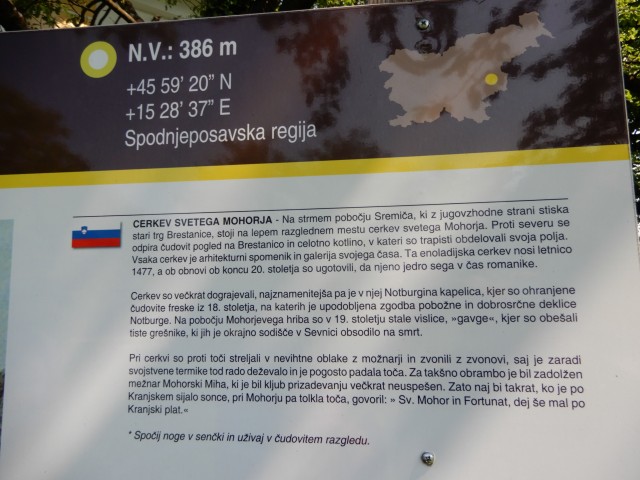 N.V.: 386 m
+45 59' 20" N
+15 28' 37" E
Spodnjeposavska regija
CERKEV SVETEGA MOHORJA - Na strmem pobočju Sremiča, ki z jugovzhodne strani stiska
stari trg Brestanice, stoji na lepem razglednem mestu cerkev svetega Mohorja. Proti severu se
odpira čudovit pogled na Brestanico in celotno kotlino, v kateri so trapisti obdelovali svoja polja.
Vsaka cerkev je arhitekturni spomenik in galerija svojega časa. Ta enoladijska cerkev nosi letnico
1477, a ob obnovi ob koncu 20. stoletja so ugotovili, da njeno jedro sega v čas romanike.
Cerkev so večkrat dograjevali, najznamenitejša pa je v njej Notburgina kapelica, kjer so ohranjene
čudovite freske iz 18. stoletja, na katerih je upodobljena zgodba pobožne in dobrosrčne deklice
Notburge. Na pobočju Mohorjevega hriba so v 19. stoletju stale vislice, »gavge«, kjer so obešali
tiste grešnike, ki jih je okrajno sodišče v Sevnici obsodilo na smrt.
Pri cerkvi so proti toči streljali v nevihtne oblake z možnarji in zvonili z zvonovi, saj je zaradi
svojstvene termike tod rado deževalo in je pogosto padala toča. Za takšno obrambo je bil zadolžen
mežnar Mohorski Miha, ki je bil kljub prizadevanju večkrat neuspešen. Zato naj bi takrat, ko je po
Kranjskem sijalo sonce, pri Mohorju pa tolkla toča, govoril: » Sv. Mohor in Fortunat, dej še mal po
Kranjski plat.«
* Spočij noge v senčki in uživaj v čudovitem razgledu.